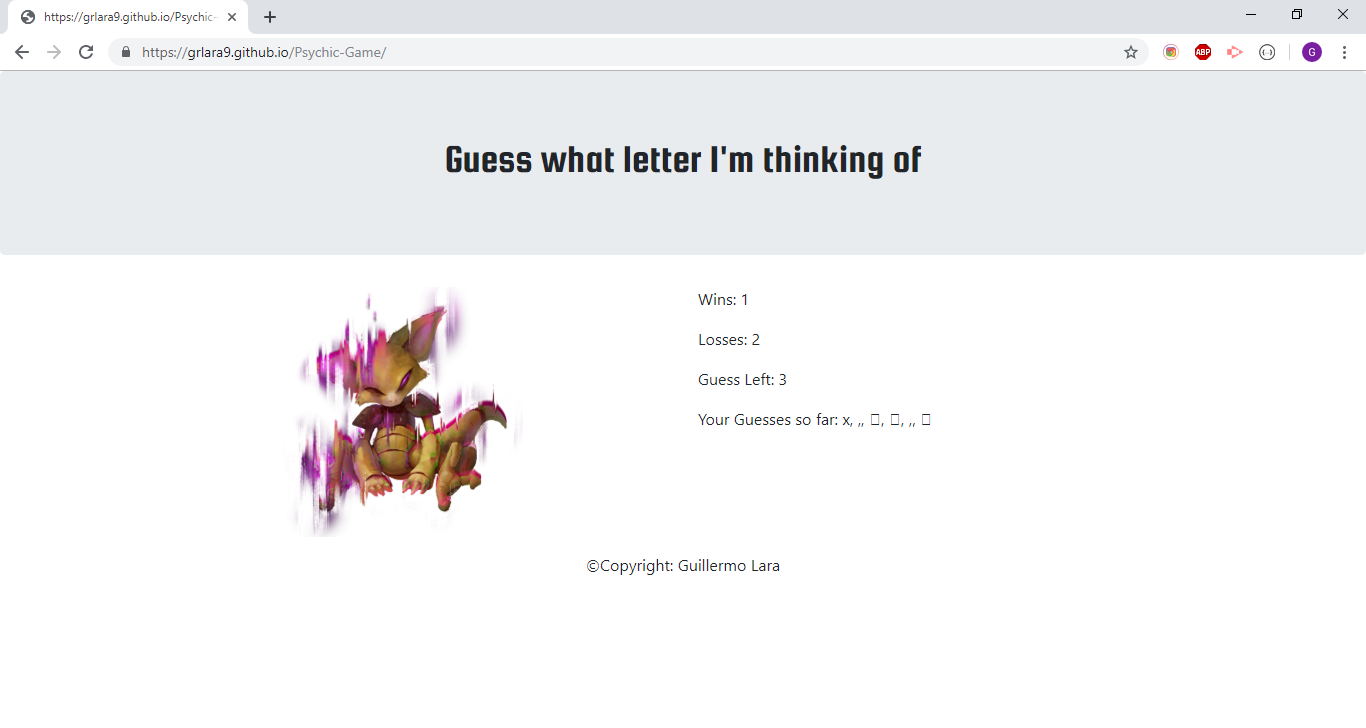 https://grlara9.github.io/Psychic-
https://grlara9.github.io/Psychic-Game/
ABP
G
Guess what letter I'm thinking of
Wins: 1
Losses: 2
Guess Left: 3
Your Guesses so far: x, ,, □, □, ,, □
©Copyright: Guillermo Lara